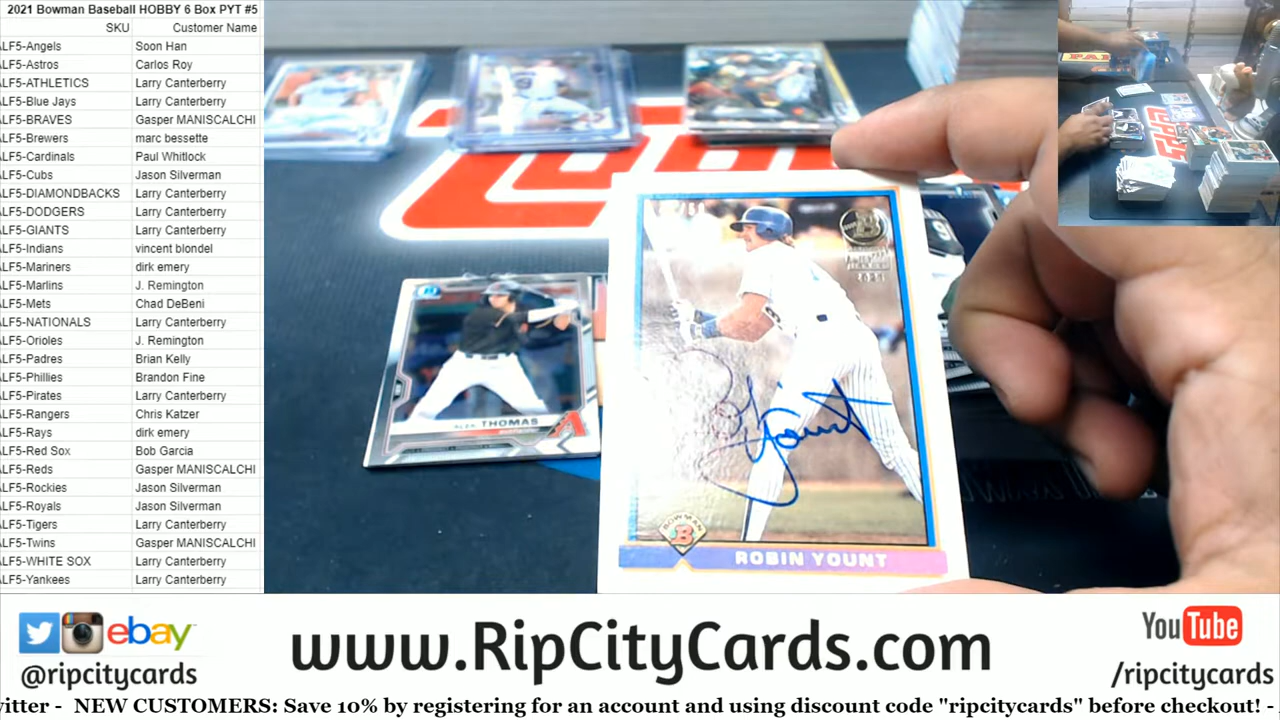 2021 Bowman Baseball HOBBY 6 Box PYT #5
SKU Customer Name
ALF5-Angels Soon Han
ALF5-Astros Carlos Roy
ALF5-ATHLETICS Larry Canterberry
ALF5-Blue Jays Larry Canterberry
ALF5-BRAVES Gasper MANISCALCHI
ALF5-Brewers marc bessette
ALF5-Cardinals Paul Whitlock
ALF5-Cubs Jason Silverman
ALF5-DIAMONDBACKS Larry Canterberry
ALF5-DODGERS Larry Canterberry
ALF5-GIANTS Larry Canterberry
ALF5-Indians vincent blondel
ALF5-Mariners dirk emery
ALF5-Marlins J. Remington
ALF5-Mets Chad DeBeni
ALF5-NATIONALS Larry Canterberry
ALF5-Orioles J. Remington
ALF5-Padres Brian Kelly
ALF5-Phillies Brandon Fine
ALF5-Pirates Larry Canterberry
ALF5-Rangers Chris Katzer
ALF5-Rays dirk emery
ALF5-Red Sox Bob Garcia
ALF5-Reds Gasper MANISCALCHI
ALF5-Rockies Jason Silverman
ALF5-Royals Jason Silverman
ALF5-Tigers Larry Canterberry
ALF5-Twins Gasper MANISCALCHI
ALF5-WHITE SOX Larry Canterberry
ALF5-Yankees Larry Canterberry
ALEK THOMAS
R Yount
BOWMAN
B
ROBIN YOUNT
ebay
@ripcitycards
www.RipCityCards.com
YouTube
/ripcitycards
witter - NEW CUSTOMERS: Save 10% by registering for an account and using discount code "ripcitycards" before checkout! -